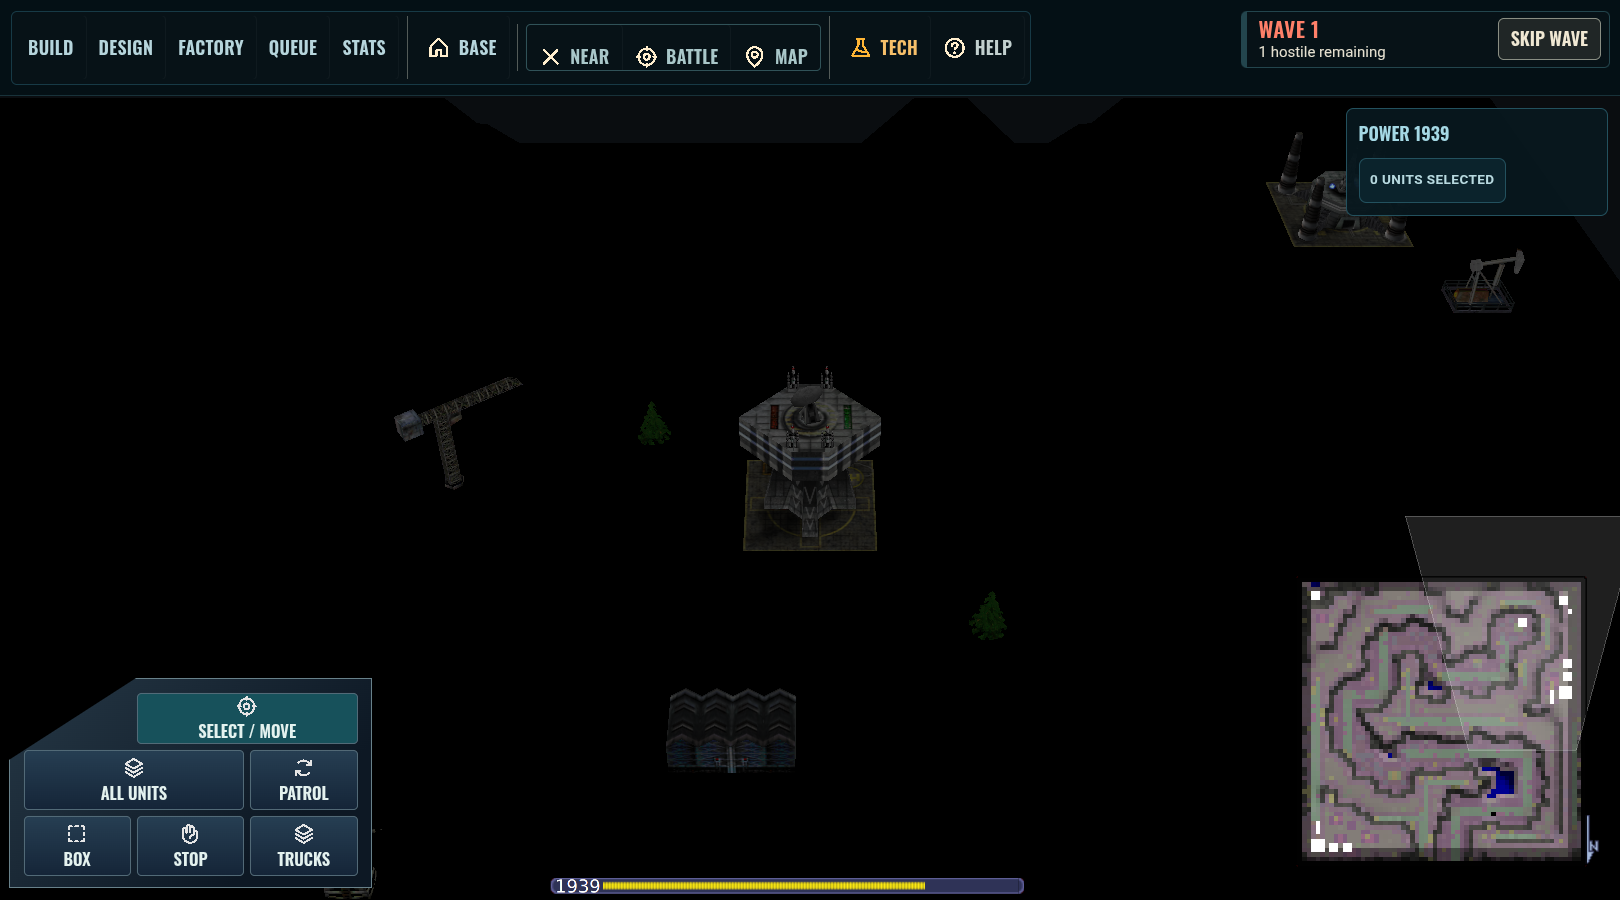 BUILD DESIGN FACTORY QUEUE STATS BASE NEAR BATTLE MAP TECH HELP
WAVE 1
1 hostile remaining
SKIP WAVE
POWER 1939
0 UNITS SELECTED
SELECT / MOVE
ALL UNITS PATROL
BOX STOP TRUCKS
1939
N